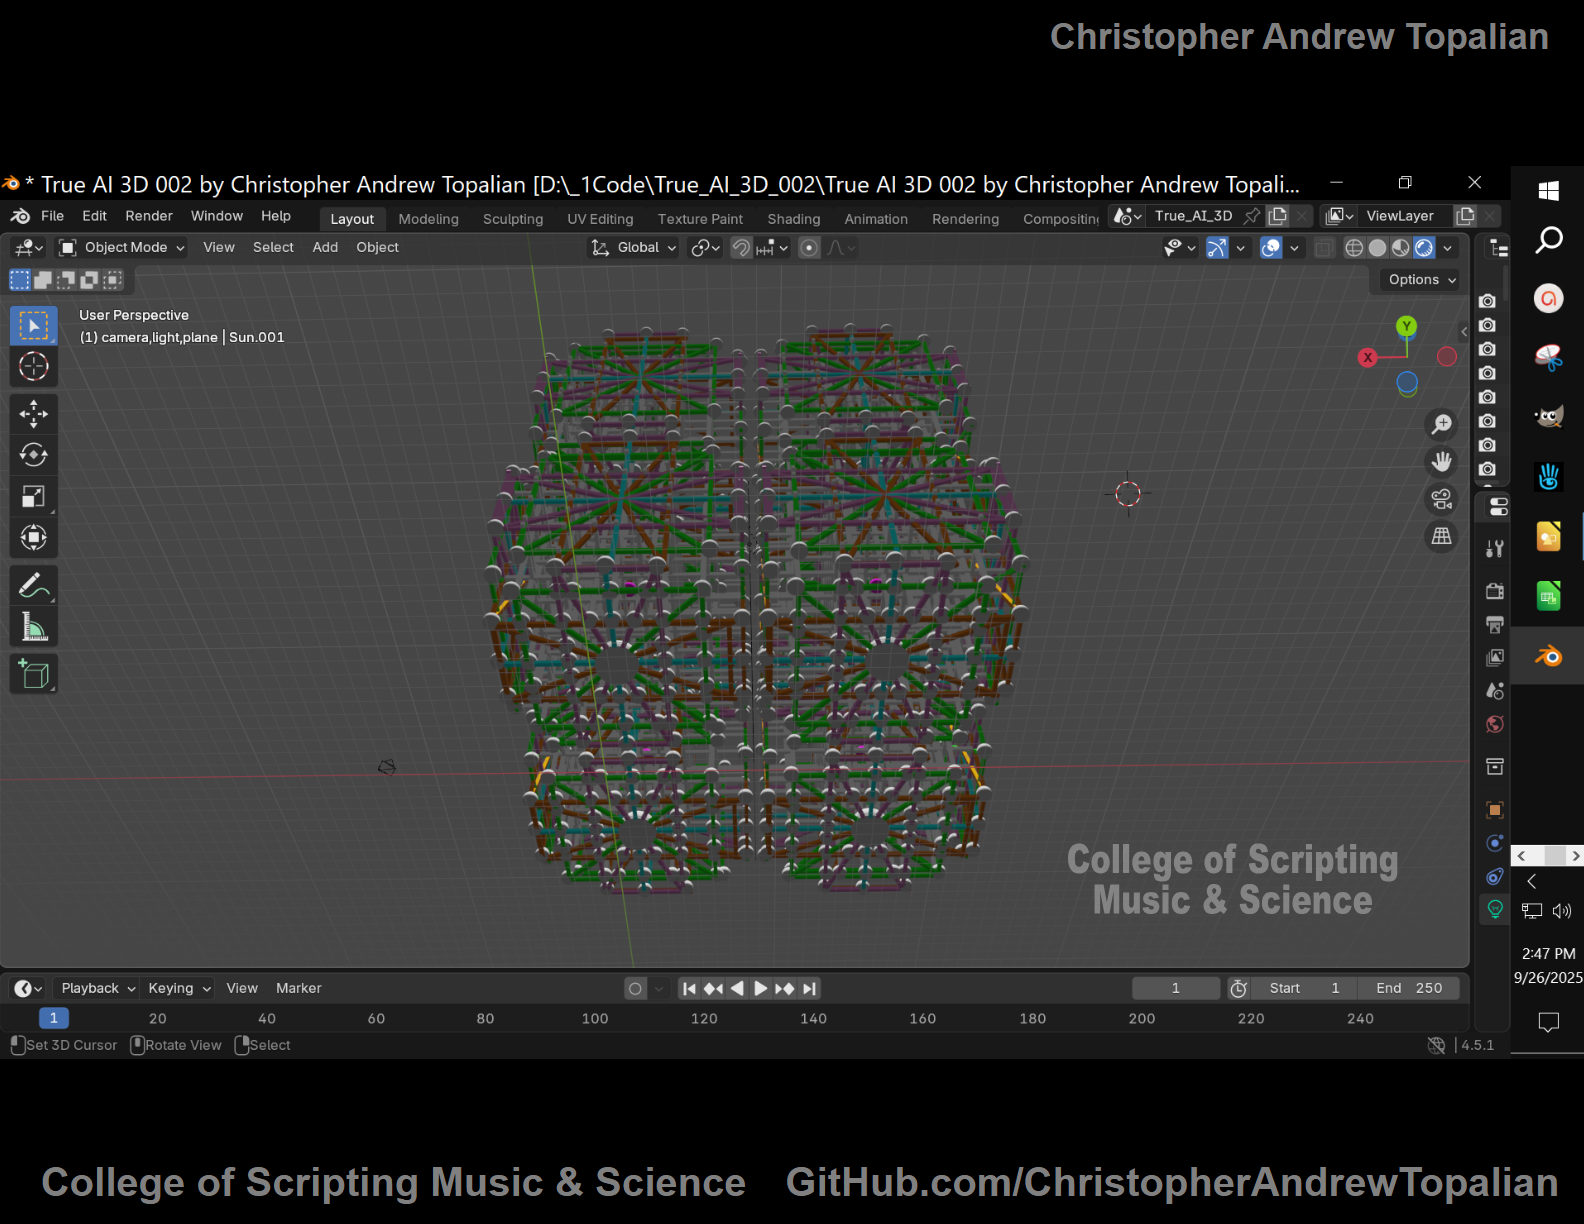 Christopher Andrew Topalian
* True AI 3D 002 by Christopher Andrew Topalian [D:\_1Code\True_AI_3D_002\True AI 3D 002 by Christopher Andrew Topali...
File Edit Render Window Help Layout Modeling Sculpting UV Editing Texture Paint Shading Animation Rendering Compositing True_AI_3D ViewLayer
Object Mode View Select Add Object Global
Options
User Perspective
(1) camera,light,plane | Sun.001
Y
X
College of Scripting
Music & Science
2:47 PM
9/26/2025
Playback Keying View Marker 1 Start 1 End 250
1 20 40 60 80 100 120 140 160 180 200 220 240
Set 3D Cursor Rotate View Select 4.5.1
College of Scripting Music & Science GitHub.com/ChristopherAndrewTopalian